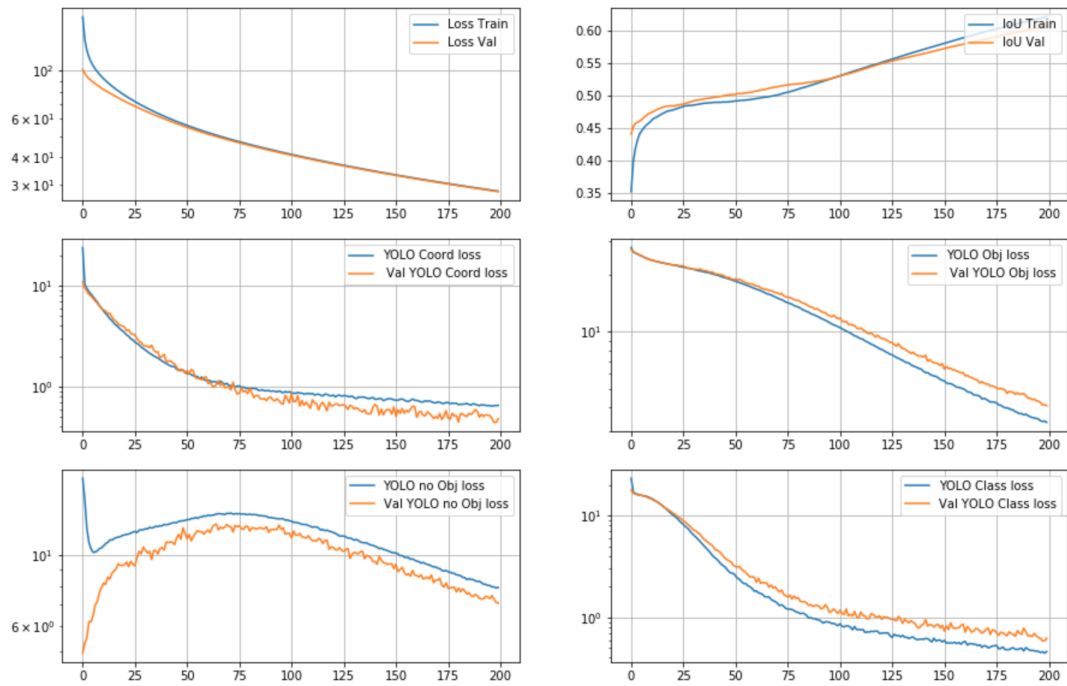 Loss Train
Loss Val
10²
6 × 10¹
4 × 10¹
3 × 10¹
0 25 50 75 100 125 150 175 200
IoU Train
IoU Val
0.60
0.55
0.50
0.45
0.40
0.35
0 25 50 75 100 125 150 175 200
YOLO Coord loss
Val YOLO Coord loss
10¹
10⁰
0 25 50 75 100 125 150 175 200
YOLO Obj loss
Val YOLO Obj loss
10¹
0 25 50 75 100 125 150 175 200
YOLO no Obj loss
Val YOLO no Obj loss
10¹
6 × 10⁰
0 25 50 75 100 125 150 175 200
YOLO Class loss
Val YOLO Class loss
10¹
10⁰
0 25 50 75 100 125 150 175 200